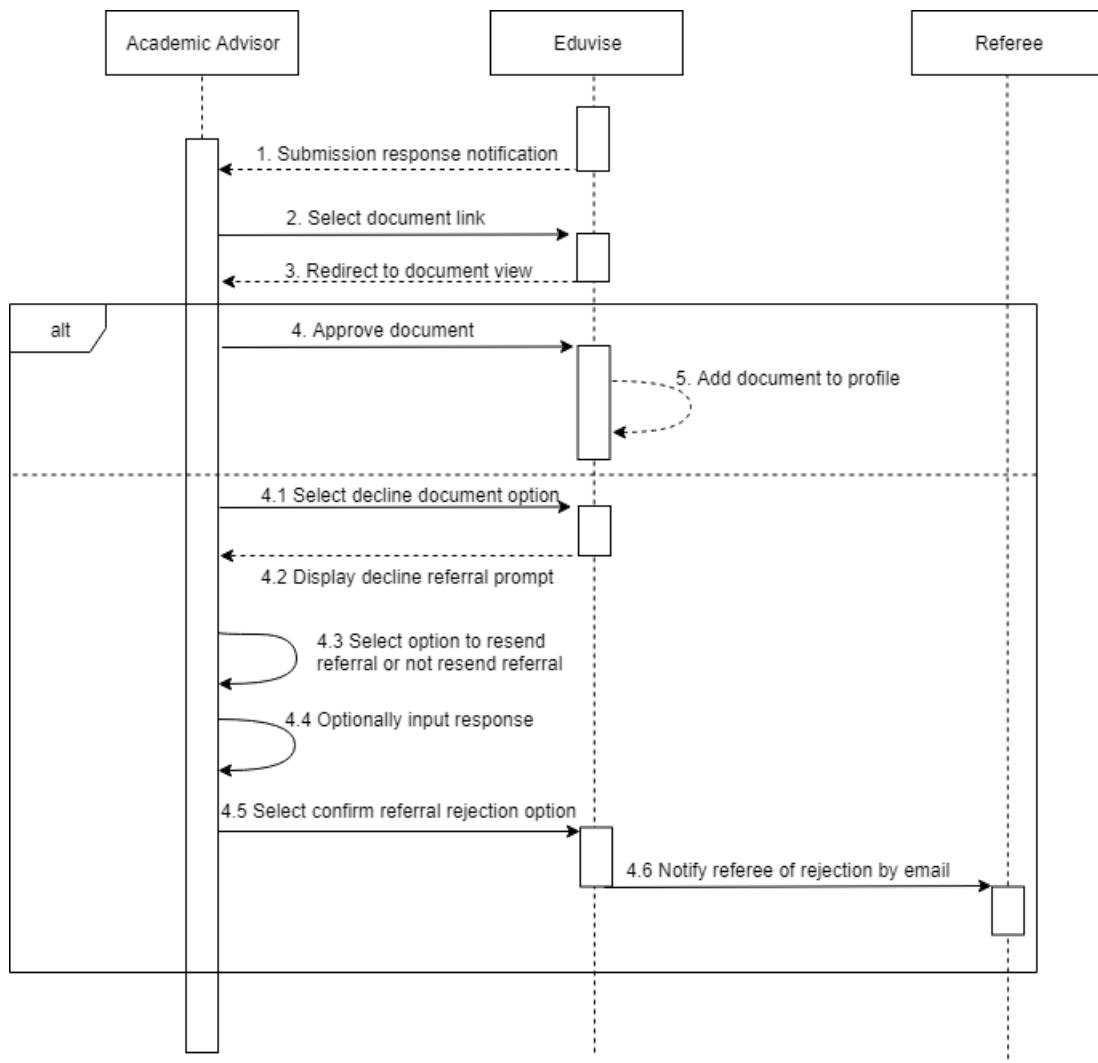 Academic Advisor
Eduvise
Referee
1. Submission response notification
2. Select document link
3. Redirect to document view
alt
4. Approve document
5. Add document to profile
4.1 Select decline document option
4.2 Display decline referral prompt
4.3 Select option to resend
referral or not resend referral
4.4 Optionally input response
4.5 Select confirm referral rejection option
4.6 Notify referee of rejection by email